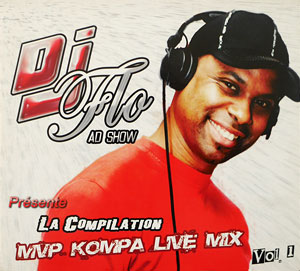 Dj
Flo
AD SHOW
Présente
LA COMPILATION
MVP KOMPA LIVE MIX
Vol. 1